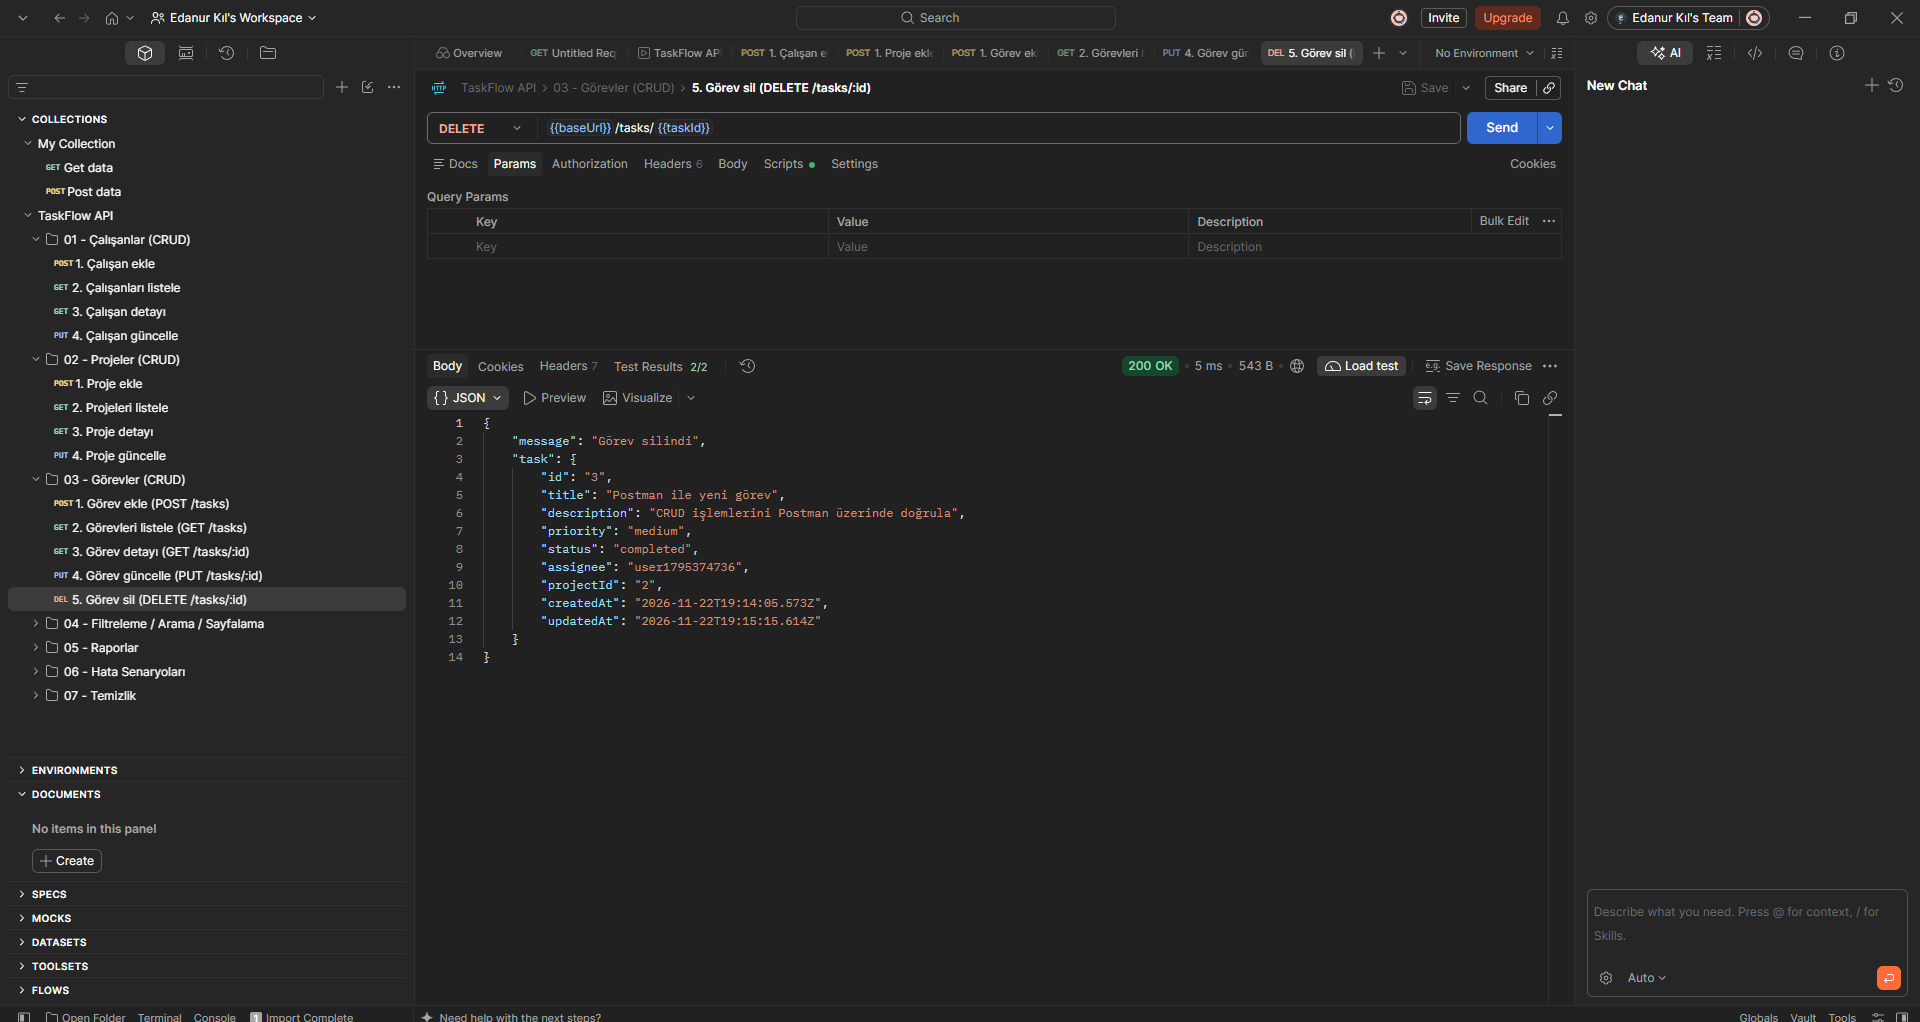 Edanur Kıl's Workspace
Search
Invite
Upgrade
Edanur Kıl's Team
Overview
GET Untitled Req
TaskFlow API
POST 1. Çalışan e
POST 1. Proje ekl
POST 1. Görev ek
GET 2. Görevleri
PUT 4. Görev gün
DEL 5. Görev sil (
No Environment
AI
TaskFlow API > 03 - Görevler (CRUD) > 5. Görev sil (DELETE /tasks/:id)
Save
Share
New Chat
DELETE
{{baseUrl}} /tasks/ {{taskId}}
Send
Docs
Params
Authorization
Headers 6
Body
Scripts
Settings
Cookies
Query Params
Key
Value
Description
Bulk Edit
Key
Value
Description
COLLECTIONS
My Collection
GET Get data
POST Post data
TaskFlow API
01 - Çalışanlar (CRUD)
POST 1. Çalışan ekle
GET 2. Çalışanları listele
GET 3. Çalışan detayı
PUT 4. Çalışan güncelle
02 - Projeler (CRUD)
POST 1. Proje ekle
GET 2. Projeleri listele
GET 3. Proje detayı
PUT 4. Proje güncelle
03 - Görevler (CRUD)
POST 1. Görev ekle (POST /tasks)
GET 2. Görevleri listele (GET /tasks)
GET 3. Görev detayı (GET /tasks/:id)
PUT 4. Görev güncelle (PUT /tasks/:id)
DEL 5. Görev sil (DELETE /tasks/:id)
04 - Filtreleme / Arama / Sayfalama
05 - Raporlar
06 - Hata Senaryoları
07 - Temizlik
ENVIRONMENTS
DOCUMENTS
No items in this panel
Create
SPECS
MOCKS
DATASETS
TOOLSETS
FLOWS
Body
Cookies
Headers 7
Test Results 2/2
200 OK
5 ms
543 B
Load test
e.g. Save Response
{} JSON
Preview
Visualize
1 {
2 "message": "Görev silindi",
3 "task": {
4 "id": "3",
5 "title": "Postman ile yeni görev",
6 "description": "CRUD işlemlerini Postman üzerinde doğrula",
7 "priority": "medium",
8 "status": "completed",
9 "assignee": "user1795374736",
10 "projectId": "2",
11 "createdAt": "2026-11-22T19:14:05.573Z",
12 "updatedAt": "2026-11-22T19:15:15.614Z"
13 }
14 }
Describe what you need. Press @ for context, / for
Skills.
Auto
Open Folder
Terminal
Console
1 Import Complete
Need help with the next steps?
Globals
Vault
Tools